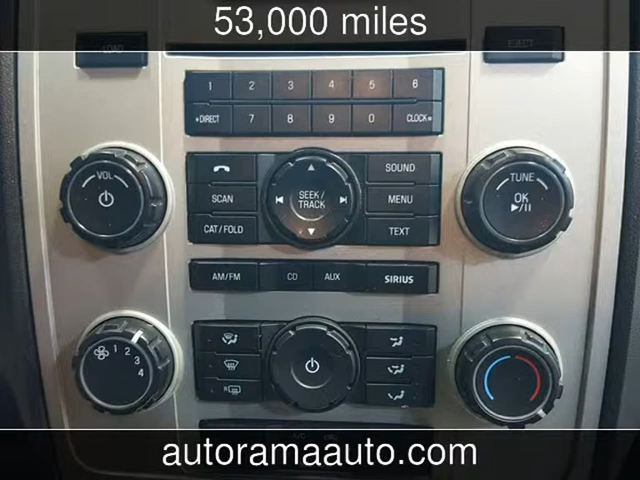 53,000 miles
LOAD
EJECT
1 2 3 4 5 6
*DIRECT 7 8 9 0 CLOCK
VOL
SOUND
TUNE
SCAN
SEEK/
TRACK
MENU
OK
CAT/FOLD
TEXT
AM/FM CD AUX SIRIUS
1 2 3 4
R
A/C
autoramaauto.com